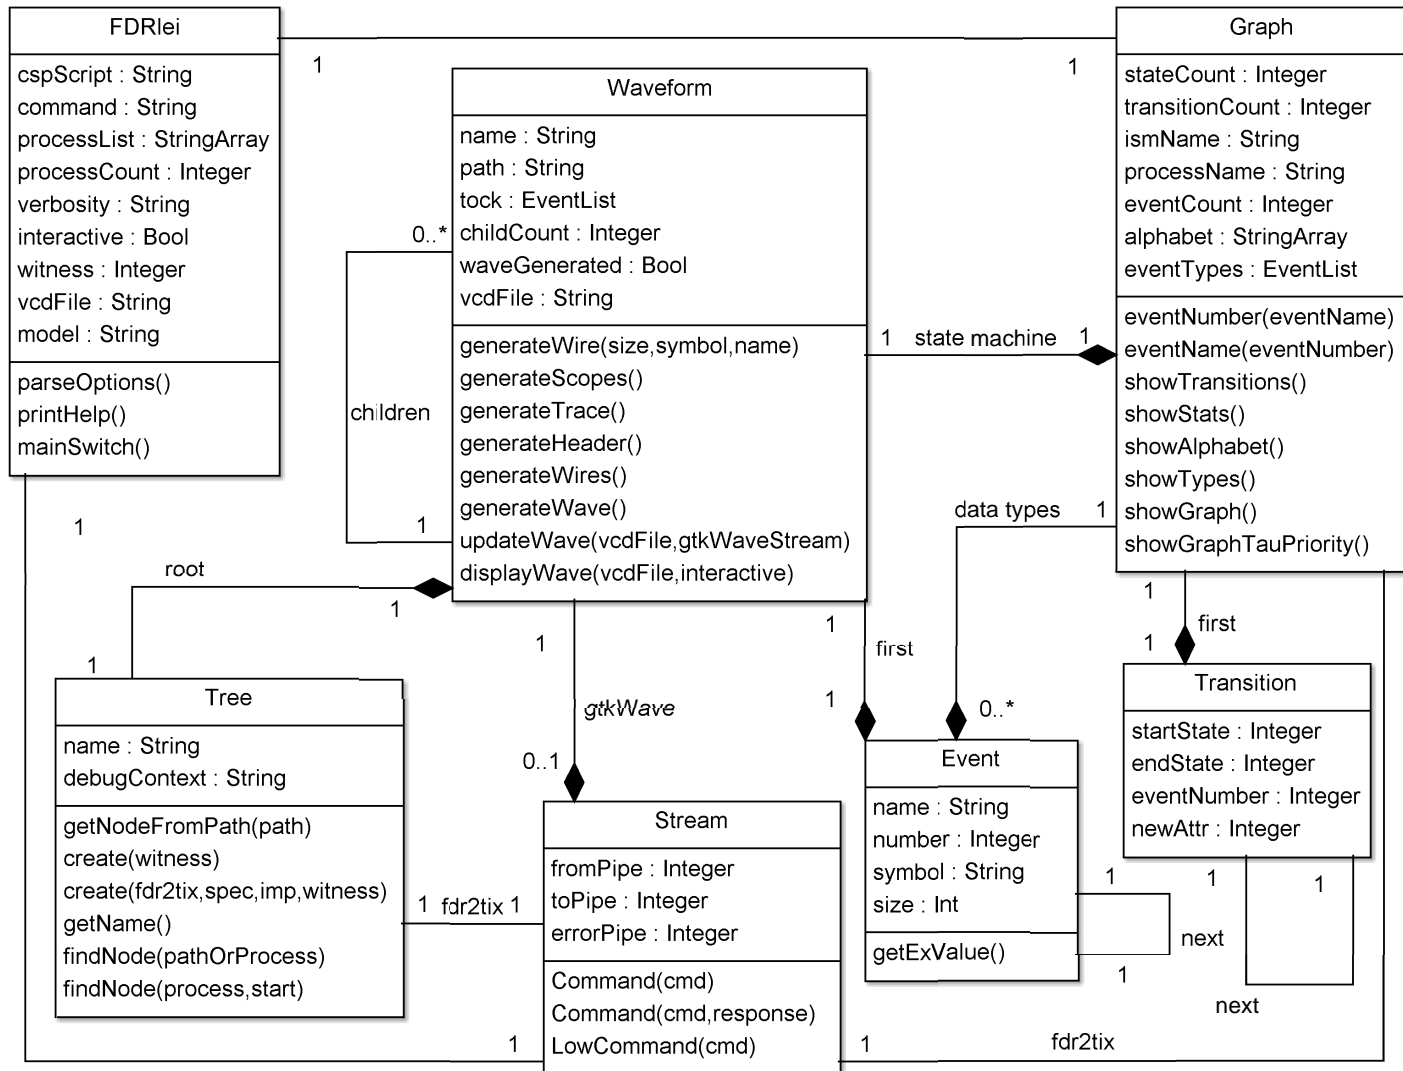 FDRlei
cspScript : String
command : String
processList : StringArray
processCount : Integer
verbosity : String
interactive : Bool
witness : Integer
vcdFile : String
model : String
parseOptions()
printHelp()
mainSwitch()
1
1
Waveform
name : String
path : String
tock : EventList
childCount : Integer
waveGenerated : Bool
vcdFile : String
generateWire(size,symbol,name)
generateScopes()
generateTrace()
generateHeader()
generateWires()
generateWave()
updateWave(vcdFile,gtkWaveStream)
displayWave(vcdFile,interactive)
0..*
children
1
Graph
stateCount : Integer
transitionCount : Integer
ismName : String
processName : String
eventCount : Integer
alphabet : StringArray
eventTypes : EventList
eventNumber(eventName)
eventName(eventNumber)
showTransitions()
showStats()
showAlphabet()
showTypes()
showGraph()
showGraphTauPriority()
1 state machine 1
data types 1
0..*
1
root
1
1
1
gtkWave
0..1
1
first
1
1
first
1
Tree
name : String
debugContext : String
getNodeFromPath(path)
create(witness)
create(fdr2tix,spec,imp,witness)
getName()
findNode(pathOrProcess)
findNode(process,start)
1 fdr2tix 1
Stream
fromPipe : Integer
toPipe : Integer
errorPipe : Integer
Command(cmd)
Command(cmd,response)
LowCommand(cmd)
1
1
fdr2tix
Event
name : String
number : Integer
symbol : String
size : Int
getExValue()
1
next
1
Transition
startState : Integer
endState : Integer
eventNumber : Integer
newAttr : Integer
1
1
next